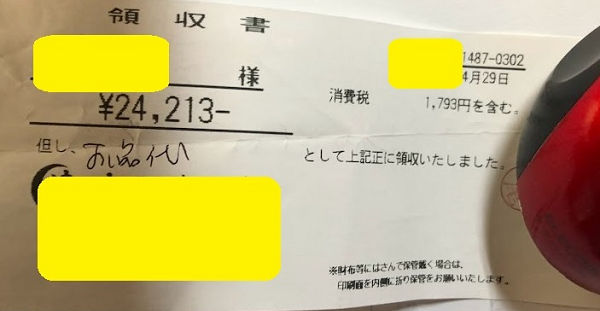 領収書
1487-0302
様
4月29日
¥24,213-
消費税 1,793円を含む。
但し、お品代
として上記正に領収いたしました。
※財布等にはさんで保管戴く場合は、
印刷面を内側に折り保管をお願いいたします。